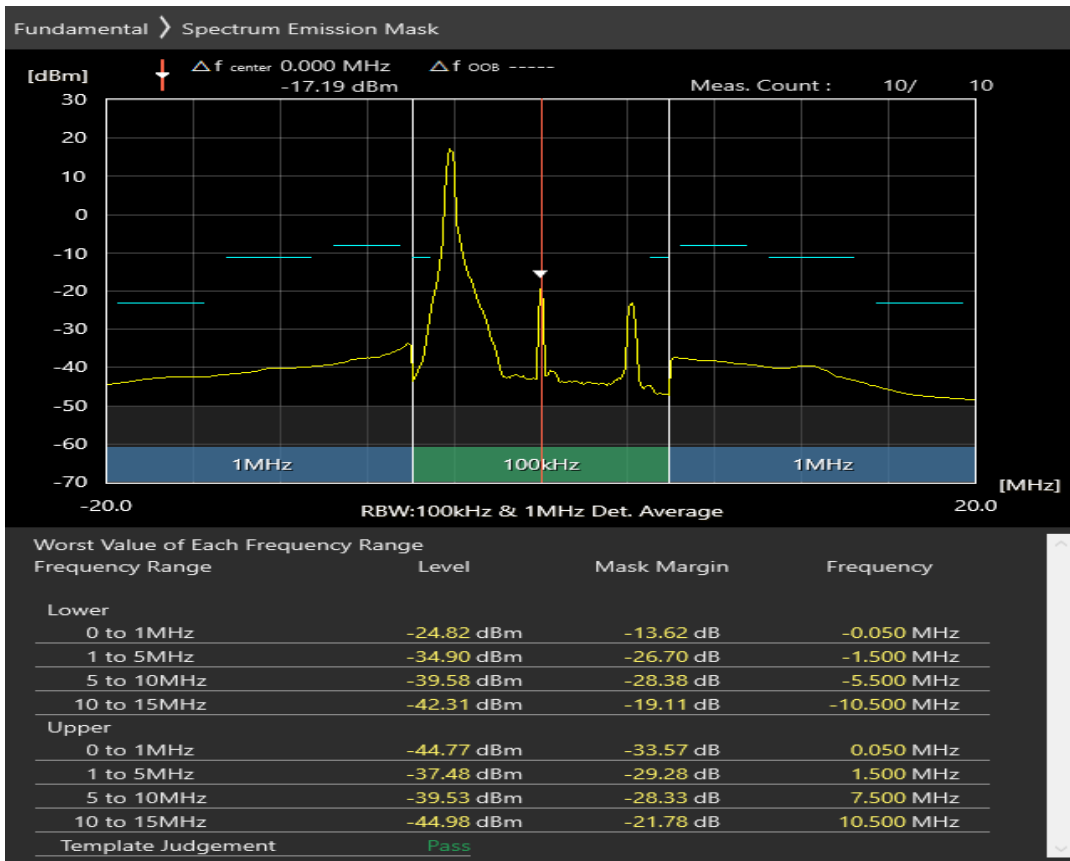 Fundamental ❯ Spectrum Emission Mask
△f center 0.000 MHz △f OOB -----
[dBm] -17.19 dBm Meas. Count : 10/ 10
30
20
10
0
-10
-20
-30
-40
-50
-60
1MHz 100kHz 1MHz
-70 [MHz]
-20.0 RBW:100kHz & 1MHz Det. Average 20.0
Worst Value of Each Frequency Range
Frequency Range Level Mask Margin Frequency
Lower
0 to 1MHz -24.82 dBm -13.62 dB -0.050 MHz
1 to 5MHz -34.90 dBm -26.70 dB -1.500 MHz
5 to 10MHz -39.58 dBm -28.38 dB -5.500 MHz
10 to 15MHz -42.31 dBm -19.11 dB -10.500 MHz
Upper
0 to 1MHz -44.77 dBm -33.57 dB 0.050 MHz
1 to 5MHz -37.48 dBm -29.28 dB 1.500 MHz
5 to 10MHz -39.53 dBm -28.33 dB 7.500 MHz
10 to 15MHz -44.98 dBm -21.78 dB 10.500 MHz
Template Judgement Pass